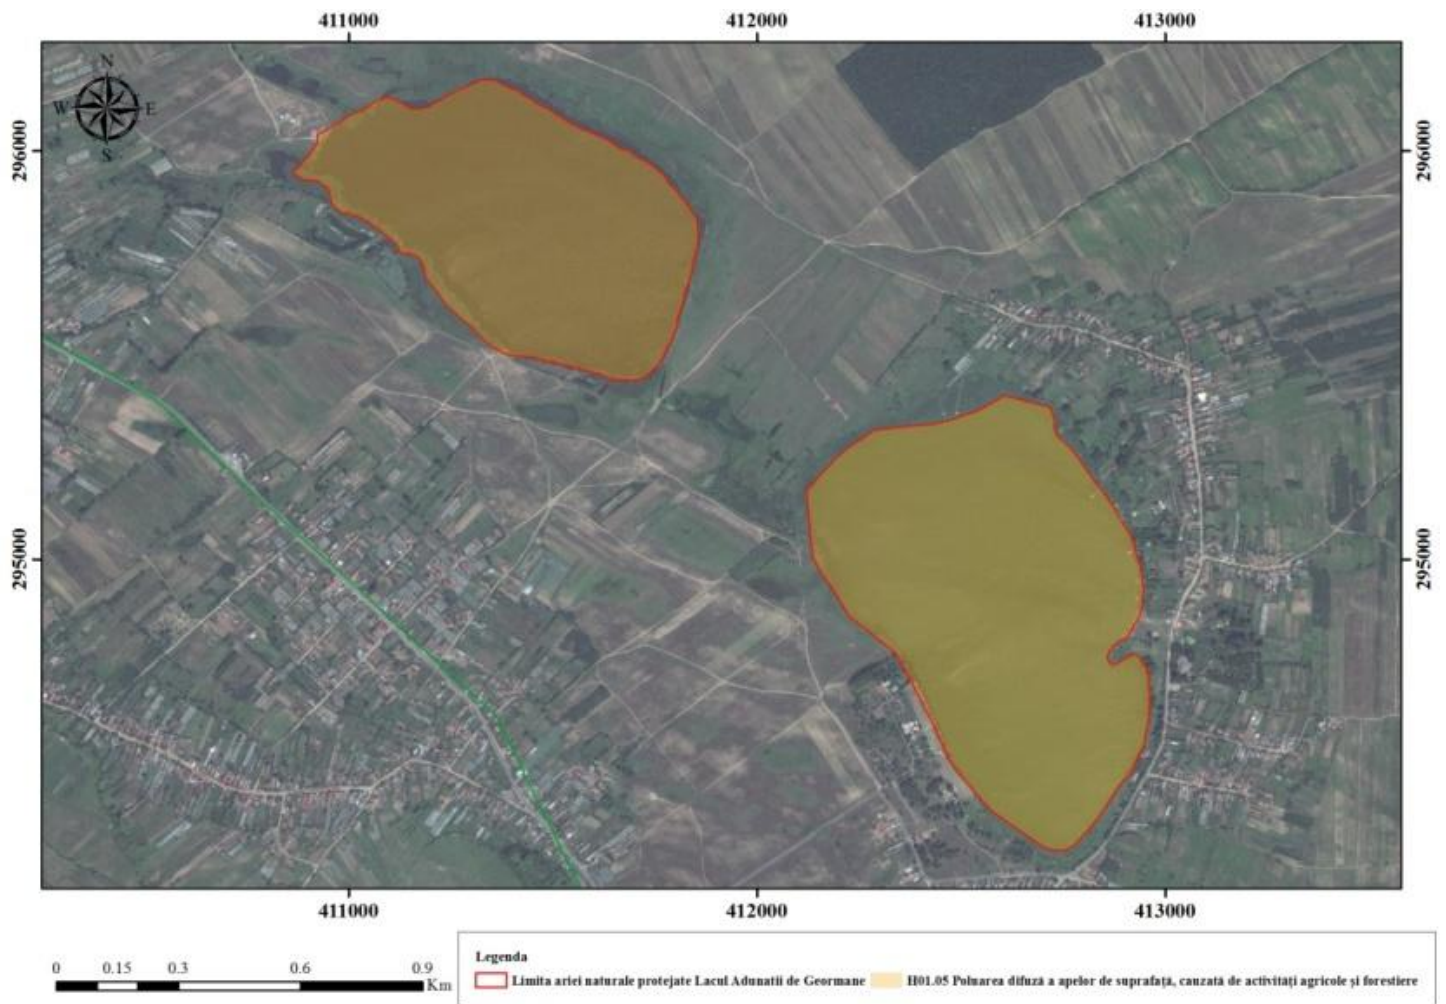 411000 412000 413000
N
W E
S
296000 296000
295000 295000
411000 412000 413000
0 0.15 0.3 0.6 0.9
Km
Legenda
Limita ariei naturale protejate Lacul Adunatii de Geormane H01.05 Poluarea difuză a apelor de suprafață, cauzată de activități agricole și forestiere